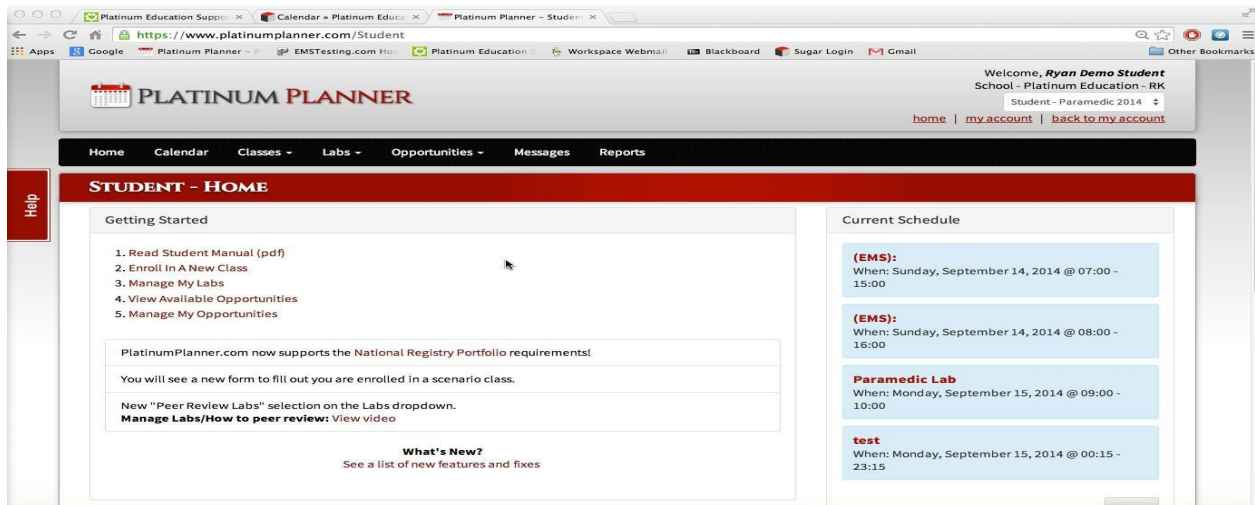 Platinum Education Suppo
Calendar » Platinum Educa
Platinum Planner – Studen
https://www.platinumplanner.com/Student
Apps Google Platinum Planner – EMSTesting.com Ho Platinum Education Workspace Webmail Blackboard Sugar Login Gmail Other Bookmarks
Welcome, Ryan Demo Student
School - Platinum Education - RK
Student - Paramedic 2014
home | my account | back to my account
PLATINUM PLANNER
Home Calendar Classes Labs Opportunities Messages Reports
Help
STUDENT - HOME
Getting Started
1. Read Student Manual (pdf)
2. Enroll In A New Class
3. Manage My Labs
4. View Available Opportunities
5. Manage My Opportunities
PlatinumPlanner.com now supports the National Registry Portfolio requirements!
You will see a new form to fill out you are enrolled in a scenario class.
New "Peer Review Labs" selection on the Labs dropdown.
Manage Labs/How to peer review: View video
What's New?
See a list of new features and fixes
Current Schedule
(EMS):
When: Sunday, September 14, 2014 @ 07:00 -
15:00
(EMS):
When: Sunday, September 14, 2014 @ 08:00 -
16:00
Paramedic Lab
When: Monday, September 15, 2014 @ 09:00 -
10:00
test
When: Monday, September 15, 2014 @ 00:15 -
23:15